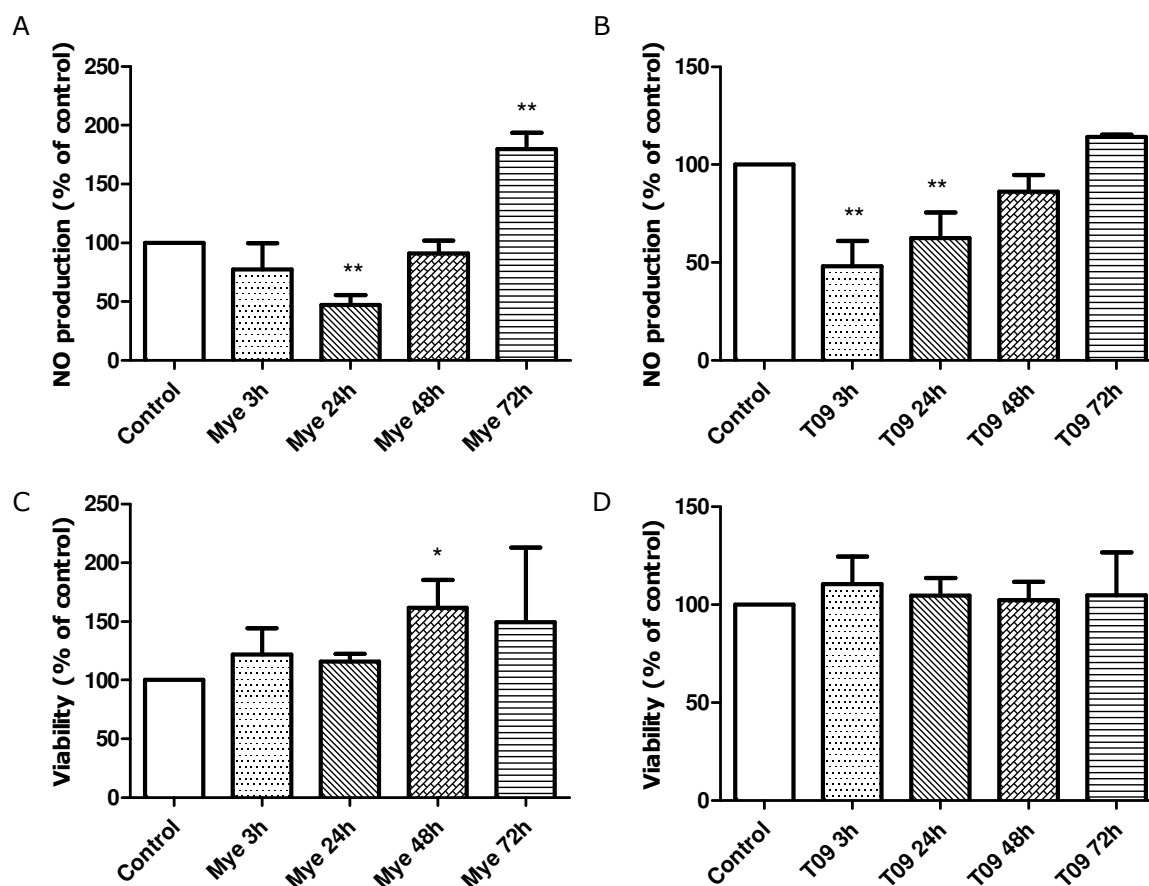 A
NO production (% of control)
250
200
150
100
50
0
**
**
Control
Mye 3h
Mye 24h
Mye 48h
Mye 72h
B
NO production (% of control)
150
100
50
0
**
**
Control
T09 3h
T09 24h
T09 48h
T09 72h
C
Viability (% of control)
250
200
150
100
50
0
*
Control
Mye 3h
Mye 24h
Mye 48h
Mye 72h
D
Viability (% of control)
150
100
50
0
Control
T09 3h
T09 24h
T09 48h
T09 72h